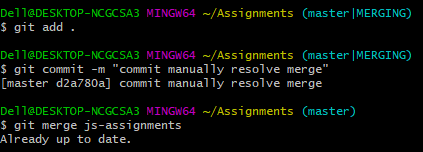 Dell@DESKTOP-NCGCSA3 MINGW64 ~/Assignments (master|MERGING)
$ git add .
Dell@DESKTOP-NCGCSA3 MINGW64 ~/Assignments (master|MERGING)
$ git commit -m "commit manually resolve merge"
[master d2a780a] commit manually resolve merge
Dell@DESKTOP-NCGCSA3 MINGW64 ~/Assignments (master)
$ git merge js-assignments
Already up to date.